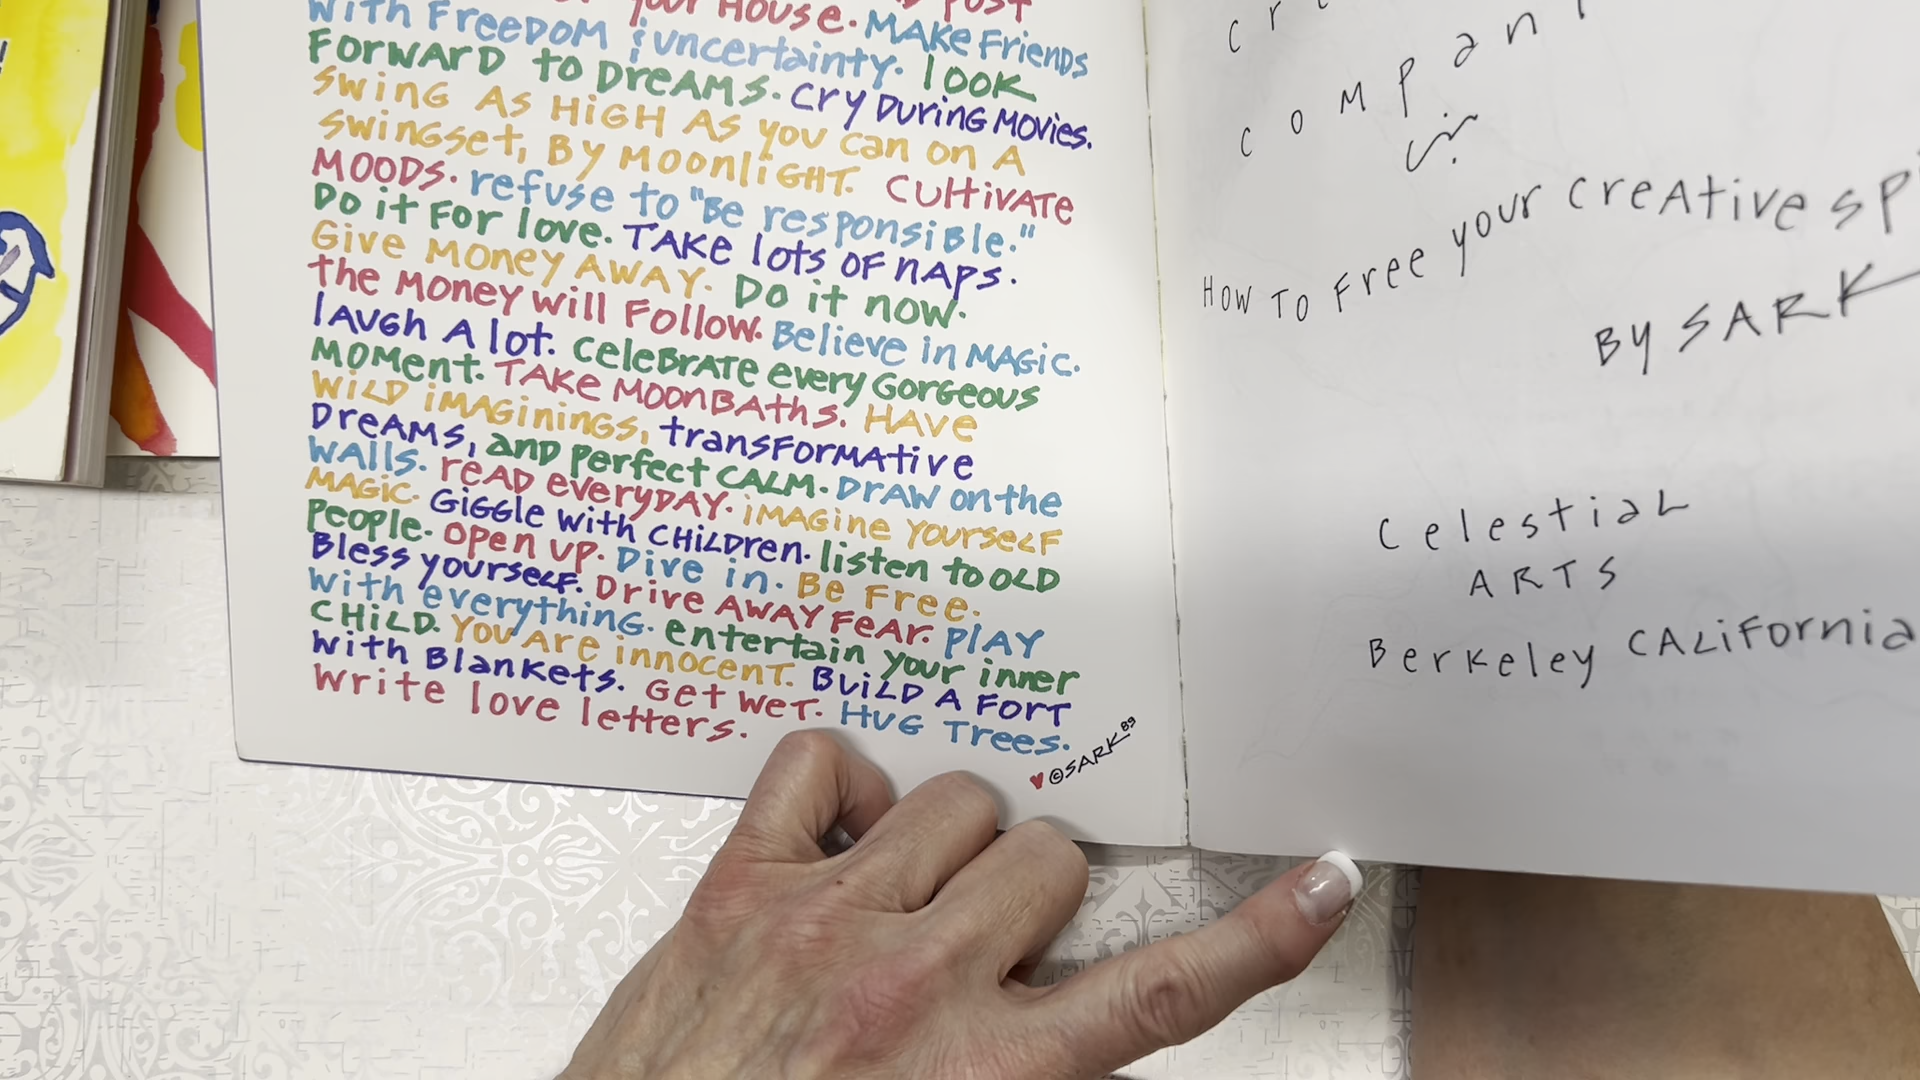 your House. POST
with Freedom & uncertainty. Make Friends
Forward to Dreams. Look
Swing as high as you can on a Cry During Movies.
Swingset, by Moonlight. Cultivate
Moods. refuse to "Be responsible."
Do it For love. Take lots of naps.
Give Money Away. Do it now.
the Money will Follow. Believe in Magic.
laugh A lot. Celebrate every Gorgeous
Moment. Take Moonbaths. Have
Wild imaginings, transformative
Dreams, and perfect calm. Draw on the
Walls. read everyday. imagine yourself
Magic. Giggle with children. listen to old
people. Open up. Dive in. Be Free.
Bless yourself. Drive Away Fear. Play
with everything. entertain your inner
Child. You Are innocent. Build A Fort
with Blankets. Get Wet. Hug Trees.
Write love letters.
©SARK 89
How To Free your Creative
By SARK
Celestial
Arts
Berkeley California